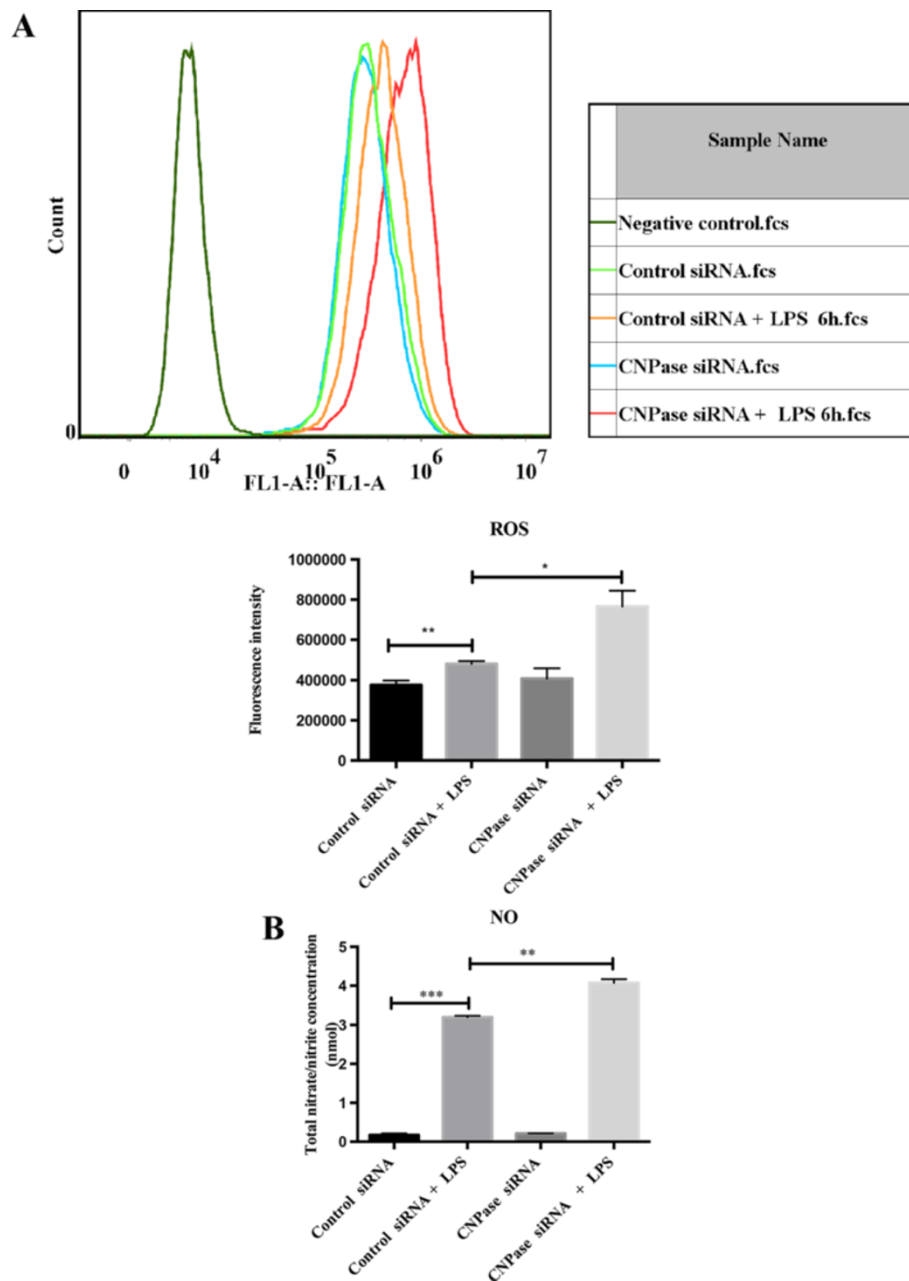 A
Count
0
0 10^4 10^5 10^6 10^7
FL1-A:: FL1-A
Sample Name
Negative control.fcs
Control siRNA.fcs
Control siRNA + LPS 6h.fcs
CNPase siRNA.fcs
CNPase siRNA + LPS 6h.fcs
ROS
Fluorescence intensity
1000000
800000
600000
400000
200000
0
**
*
Control siRNA
Control siRNA + LPS
CNPase siRNA
CNPase siRNA + LPS
B
NO
Total nitrate/nitrite concentration
(nmol)
5
4
3
2
1
0
***
**
Control siRNA
Control siRNA + LPS
CNPase siRNA
CNPase siRNA + LPS